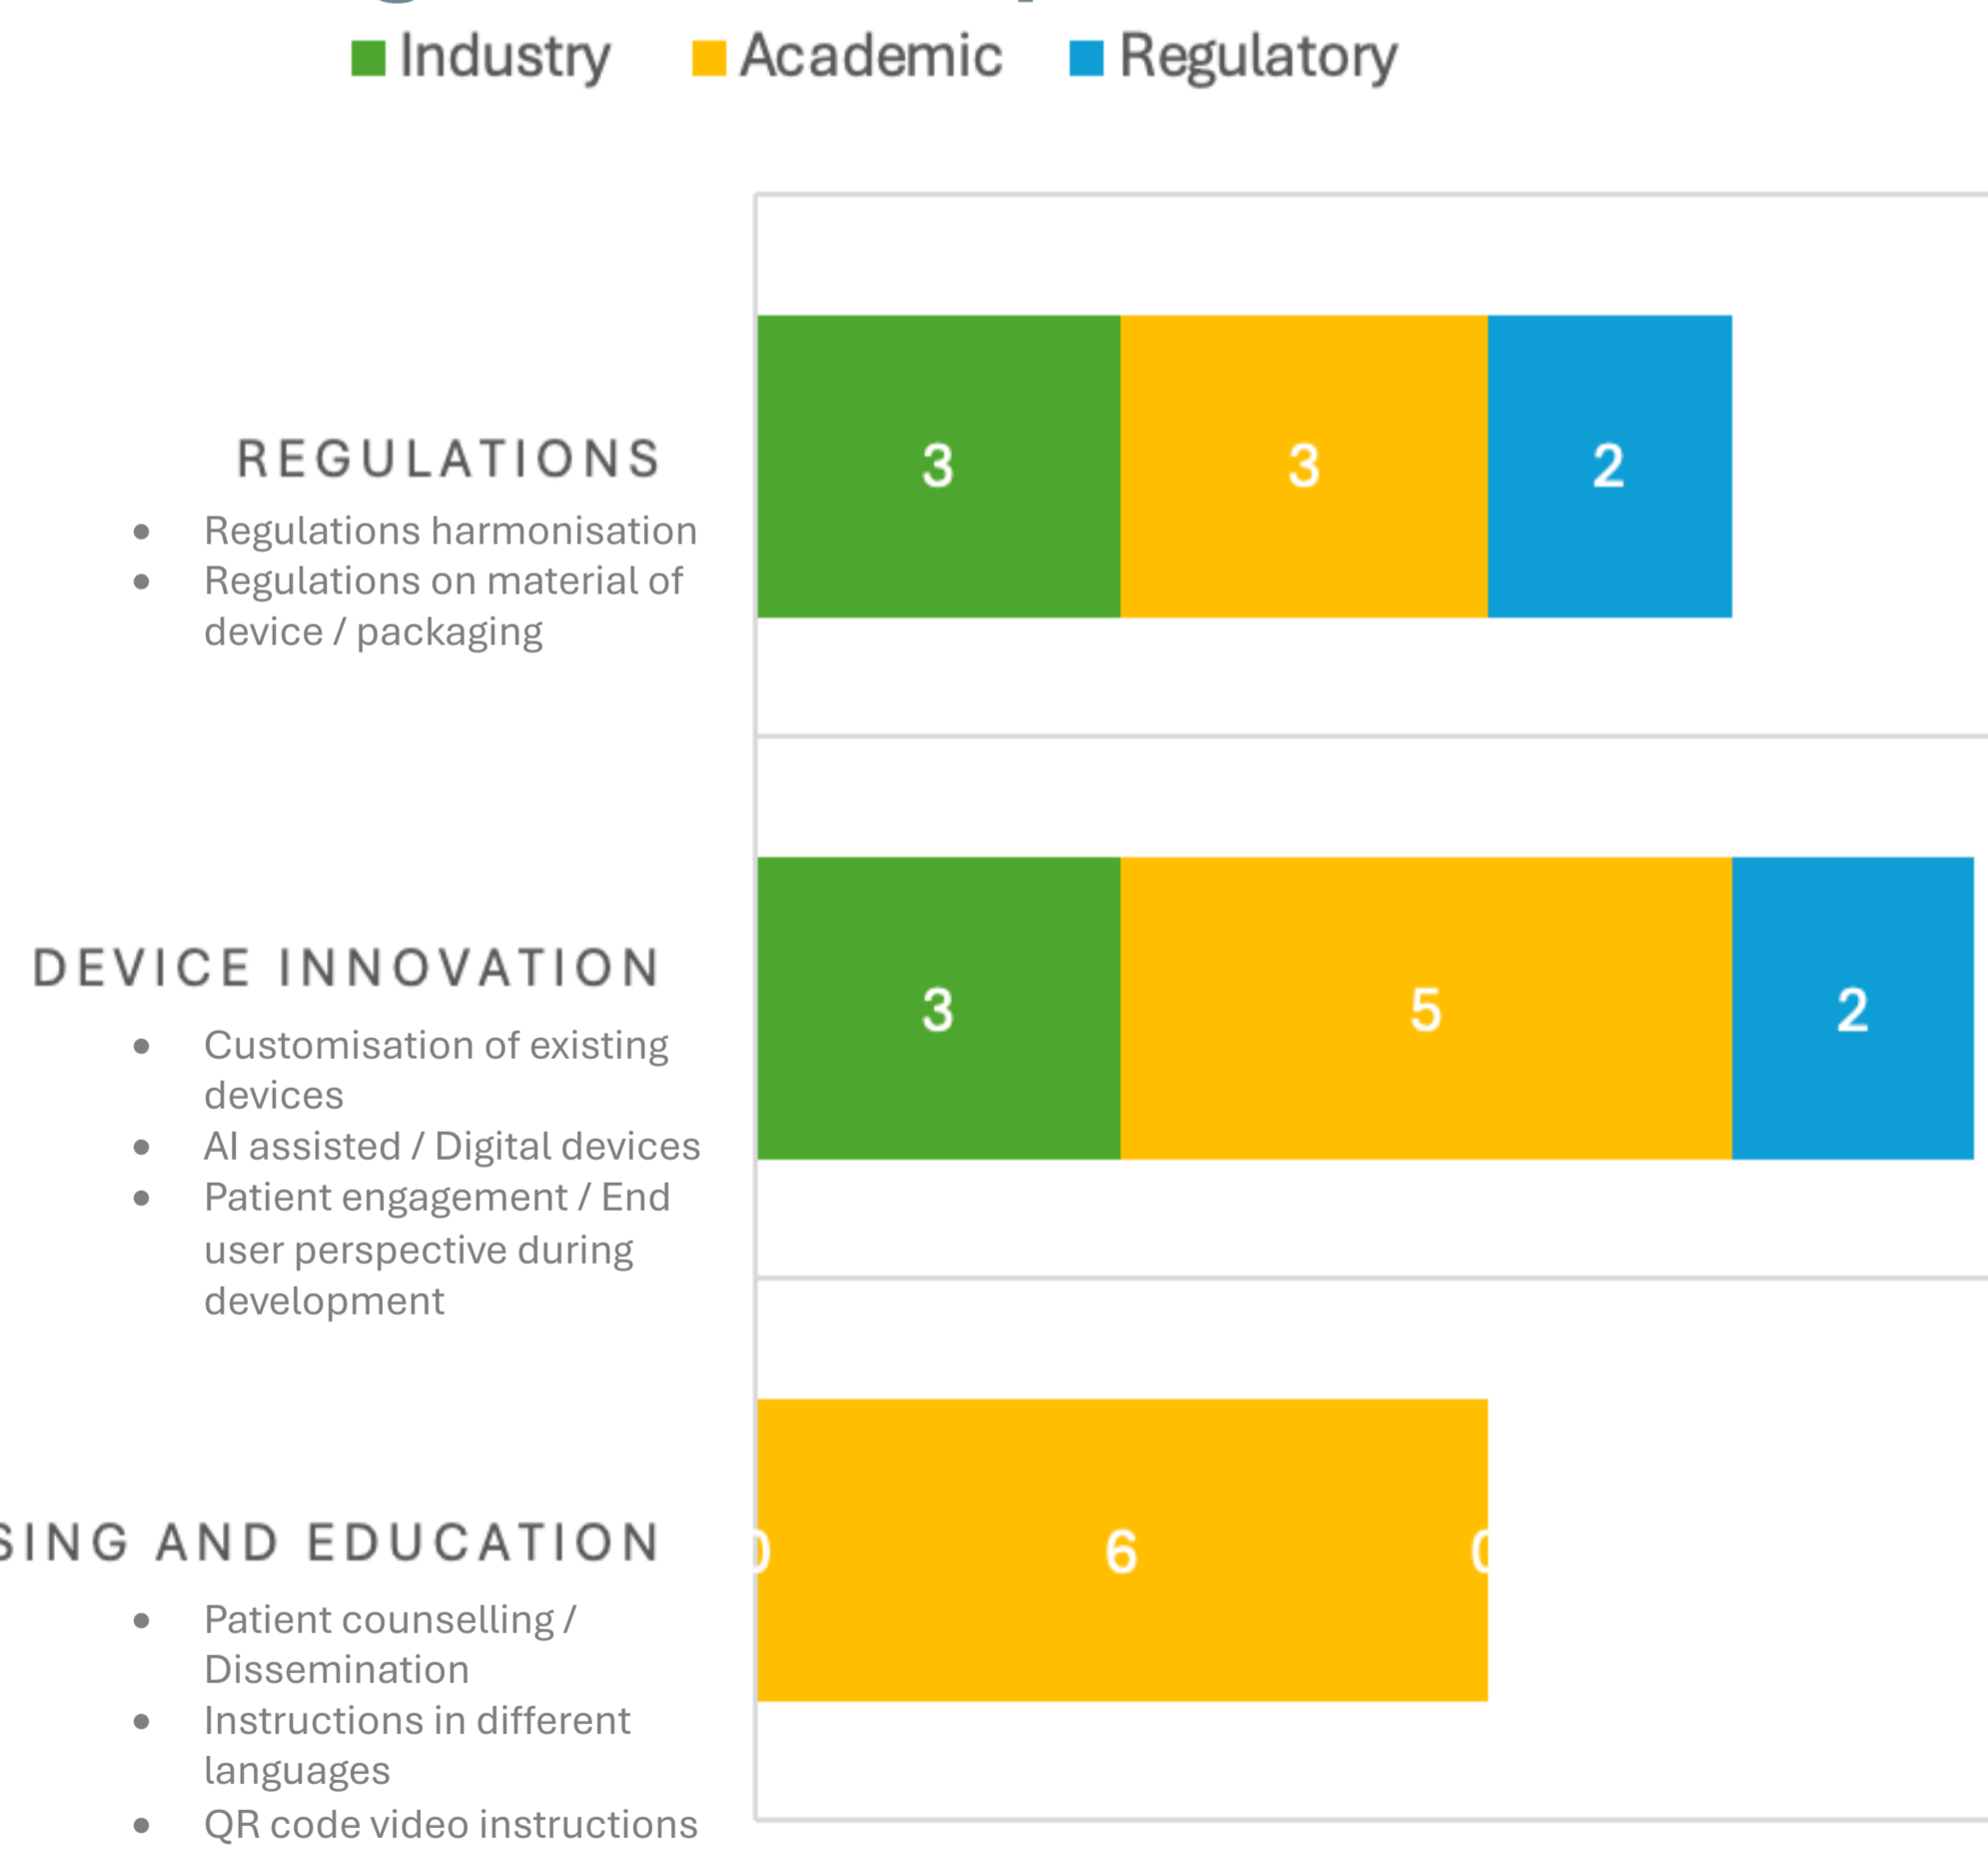 Industry Academic Regulatory
REGULATIONS
3 3 2
• Regulations harmonisation
• Regulations on material of
device / packaging
DEVICE INNOVATION
3 5 2
• Customisation of existing
devices
• AI assisted / Digital devices
• Patient engagement / End
user perspective during
development
AND EDUCATION
0 6 0
• Patient counselling /
Dissemination
• Instructions in different
languages
• QR code video instructions